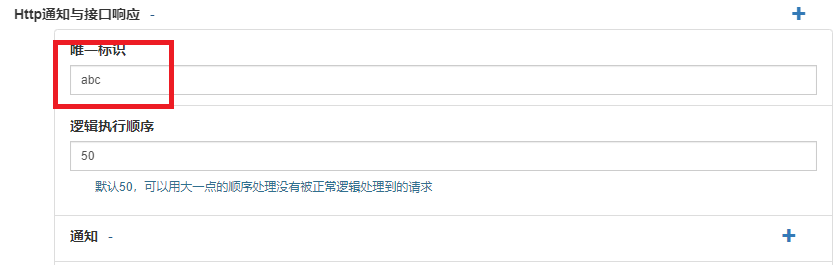 Http通知与接口响应 -
唯一标识
abc
逻辑执行顺序
50
默认50，可以用大一点的顺序处理没有被正常逻辑处理到的请求
通知 -